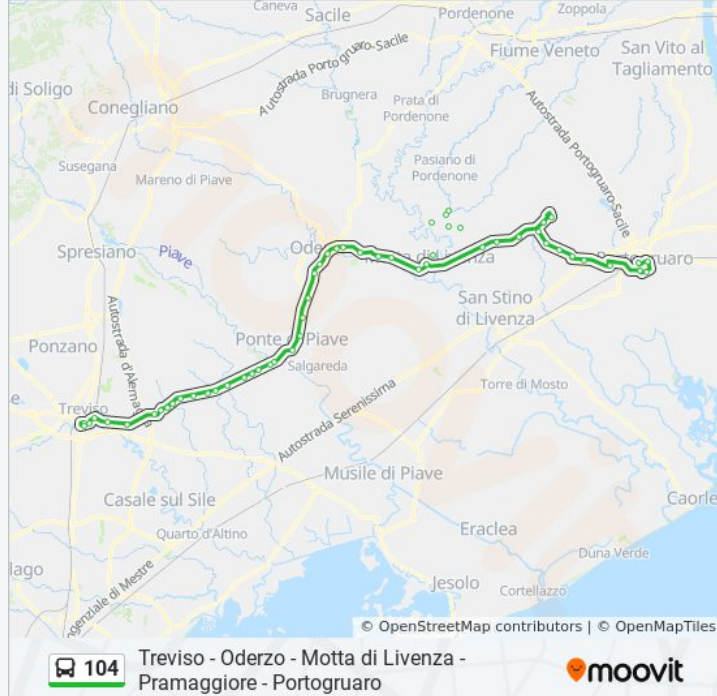 Caneva
Sacile
Pordenone
Zoppola
Fiume Veneto
San Vito al
Tagliamento
di Soligo
Conegliano
Autostrada Portogruaro-Sacile
Brugnera
Prata di
Pordenone
Autostrada Portogruaro-Sacile
Susegana
Mareno di Piave
Pasiano di
Pordenone
Spresiano
Piave
San Stino
di Livenza
Ponzano
Ponte di Piave
Salgareda
Torre di Mosto
Treviso
Autostrada Serenissima
Musile di Piave
Casale sul Sile
Caorle
Quarto d'Altino
Eraclea
Duna Verde
Jesolo
Cortellazzo
© OpenStreetMap contributors | © OpenMapTiles
104
Treviso - Oderzo - Motta di Livenza -
Pramaggiore - Portogruaro
moovit